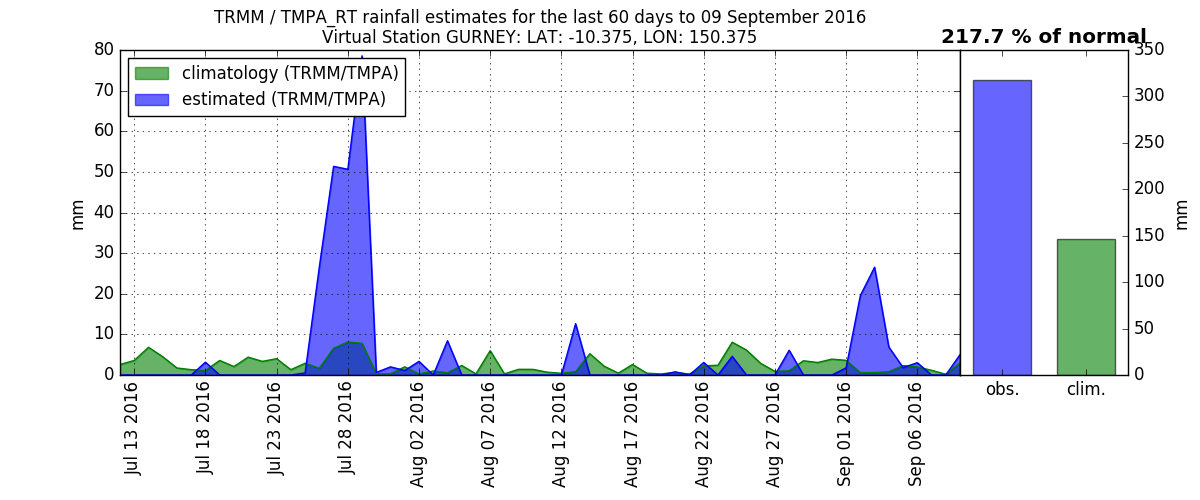 TRMM / TMPA_RT rainfall estimates for the last 60 days to 09 September 2016
Virtual Station GURNEY: LAT: -10.375, LON: 150.375
217.7 % of normal
climatology (TRMM/TMPA)
estimated (TRMM/TMPA)
80
70
60
50
40
30
20
10
0
mm
Jul 13 2016
Jul 18 2016
Jul 23 2016
Jul 28 2016
Aug 02 2016
Aug 07 2016
Aug 12 2016
Aug 17 2016
Aug 22 2016
Aug 27 2016
Sep 01 2016
Sep 06 2016
obs.
clim.
350
300
250
200
150
100
50
0
mm